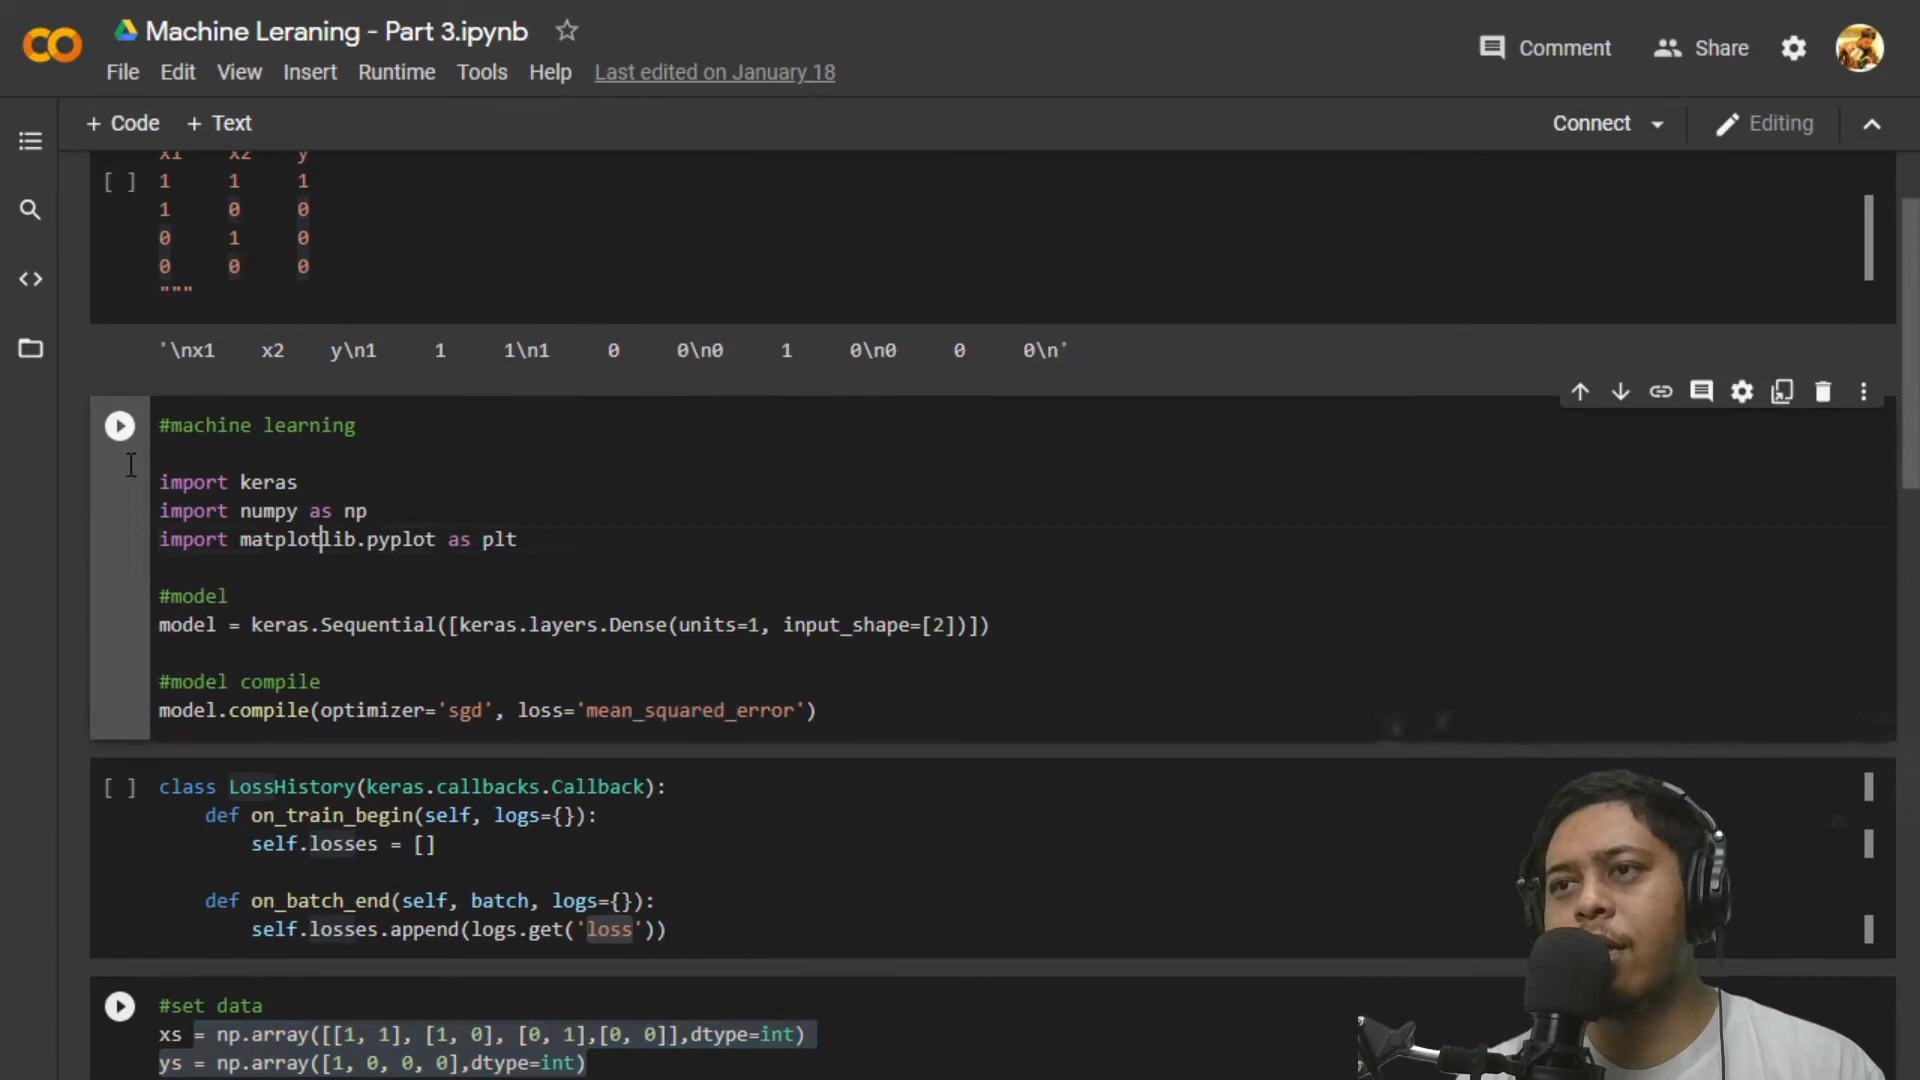 Machine Leraning - Part 3.ipynb
Comment
Share
File Edit View Insert Runtime Tools Help Last edited on January 18
+ Code + Text
Connect
Editing
x1 x2 y
[ ] 1 1 1
1 0 0
0 1 0
0 0 0
"""
'\nx1 x2 y\n1 1 1\n1 0 0\n0 1 0\n0 0 0\n'
#machine learning
import keras
import numpy as np
import matplotlib.pyplot as plt
#model
model = keras.Sequential([keras.layers.Dense(units=1, input_shape=[2])])
#model compile
model.compile(optimizer='sgd', loss='mean_squared_error')
[ ] class LossHistory(keras.callbacks.Callback):
def on_train_begin(self, logs={}):
self.losses = []
def on_batch_end(self, batch, logs={}):
self.losses.append(logs.get('loss'))
#set data
xs = np.array([[1, 1], [1, 0], [0, 1],[0, 0]],dtype=int)
ys = np.array([1, 0, 0, 0],dtype=int)